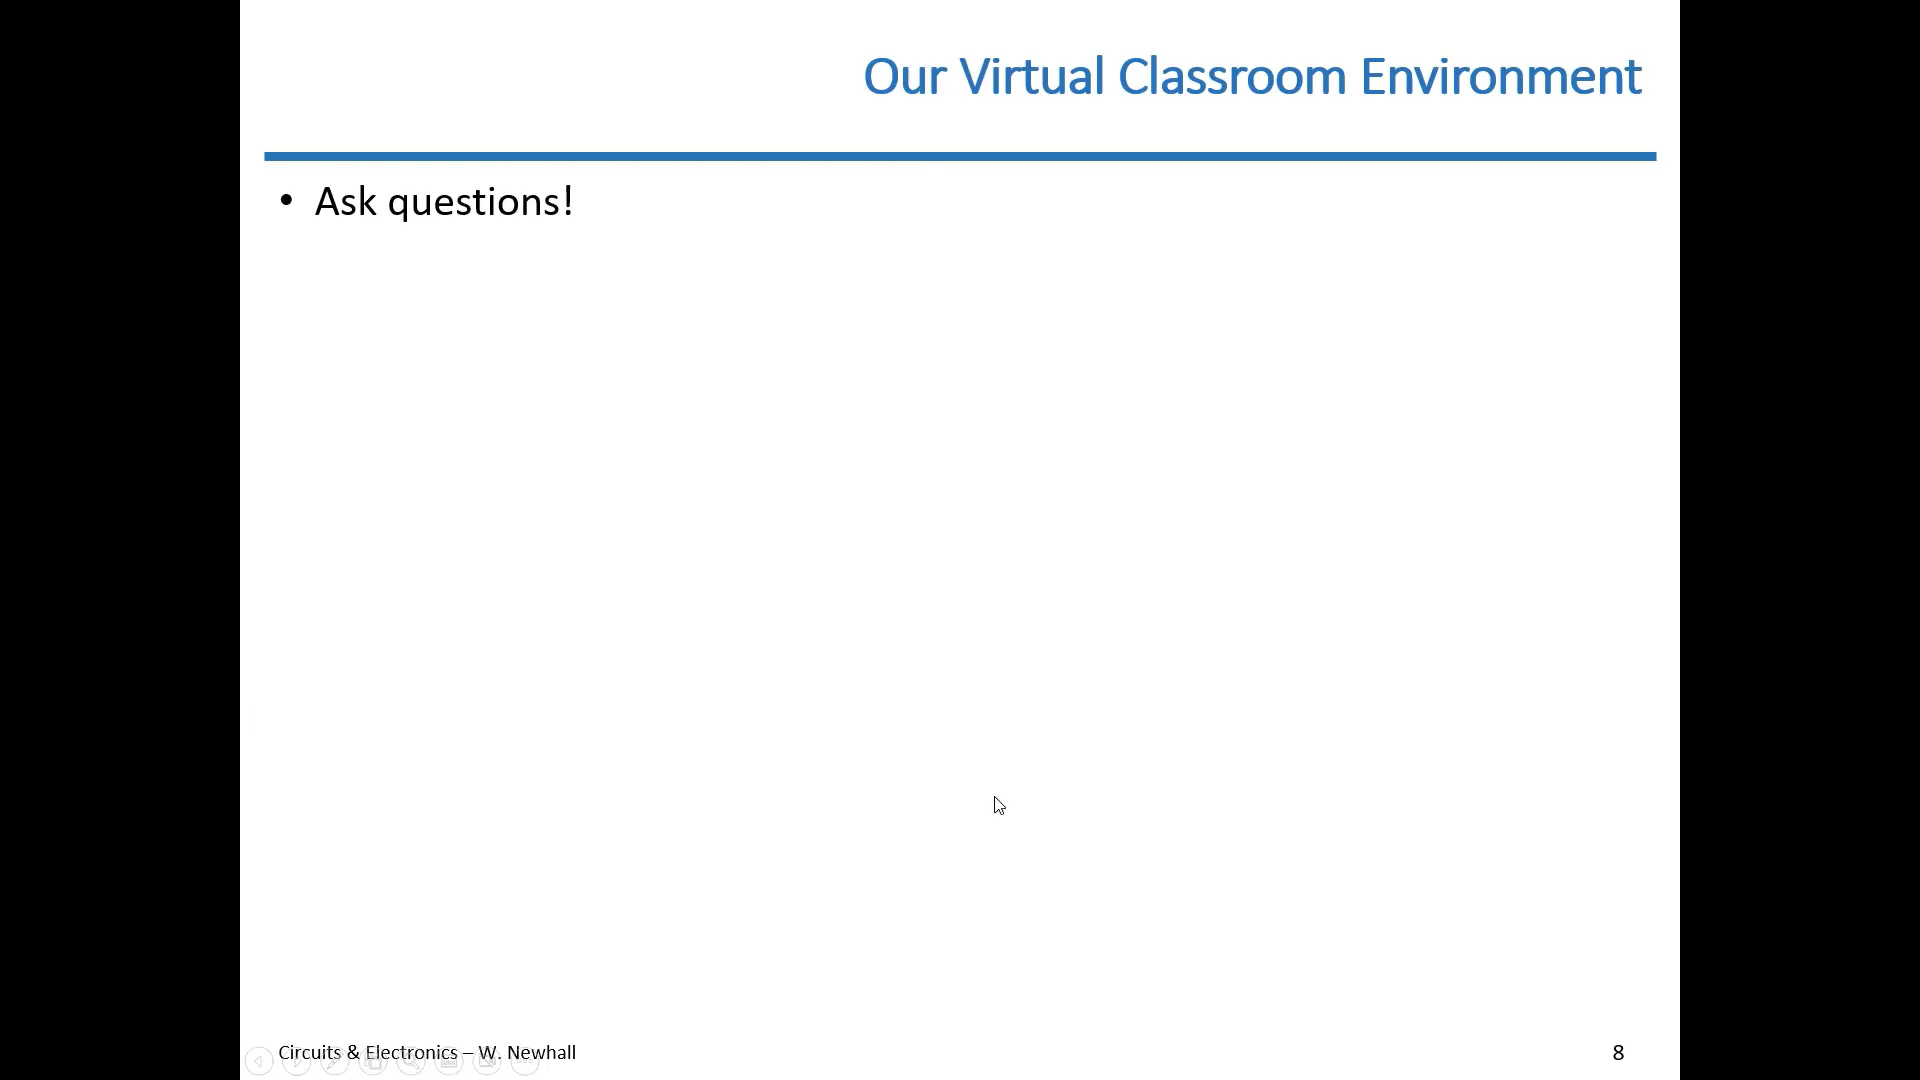 Our Virtual Classroom Environment
• Ask questions!
Circuits & Electronics – W. Newhall
8